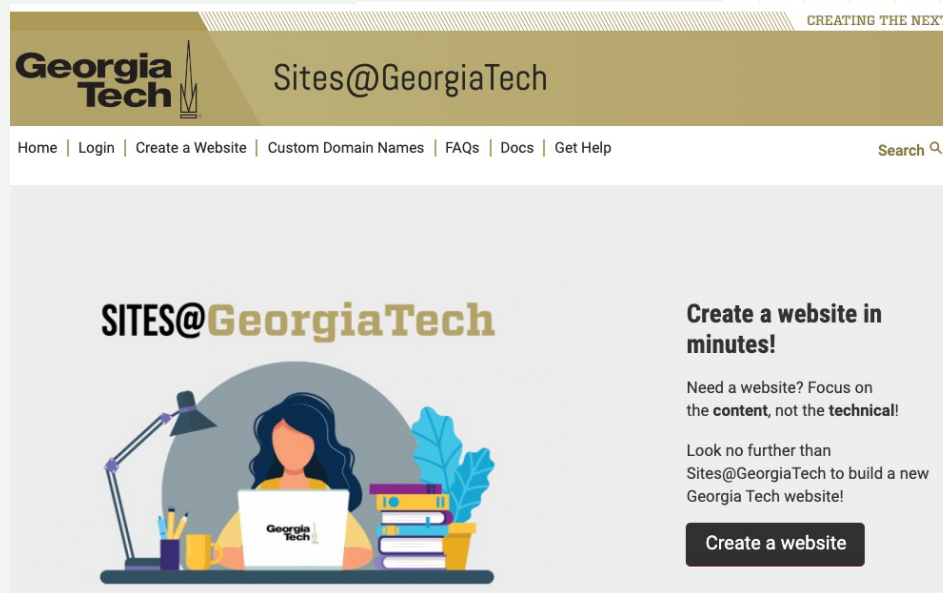 CREATING THE NEXT
Georgia
Tech
Sites@GeorgiaTech
Home | Login | Create a Website | Custom Domain Names | FAQs | Docs | Get Help
Search
SITES@GeorgiaTech
Georgia
Tech
Create a website in
minutes!
Need a website? Focus on
the content, not the technical!
Look no further than
Sites@GeorgiaTech to build a new
Georgia Tech website!
Create a website